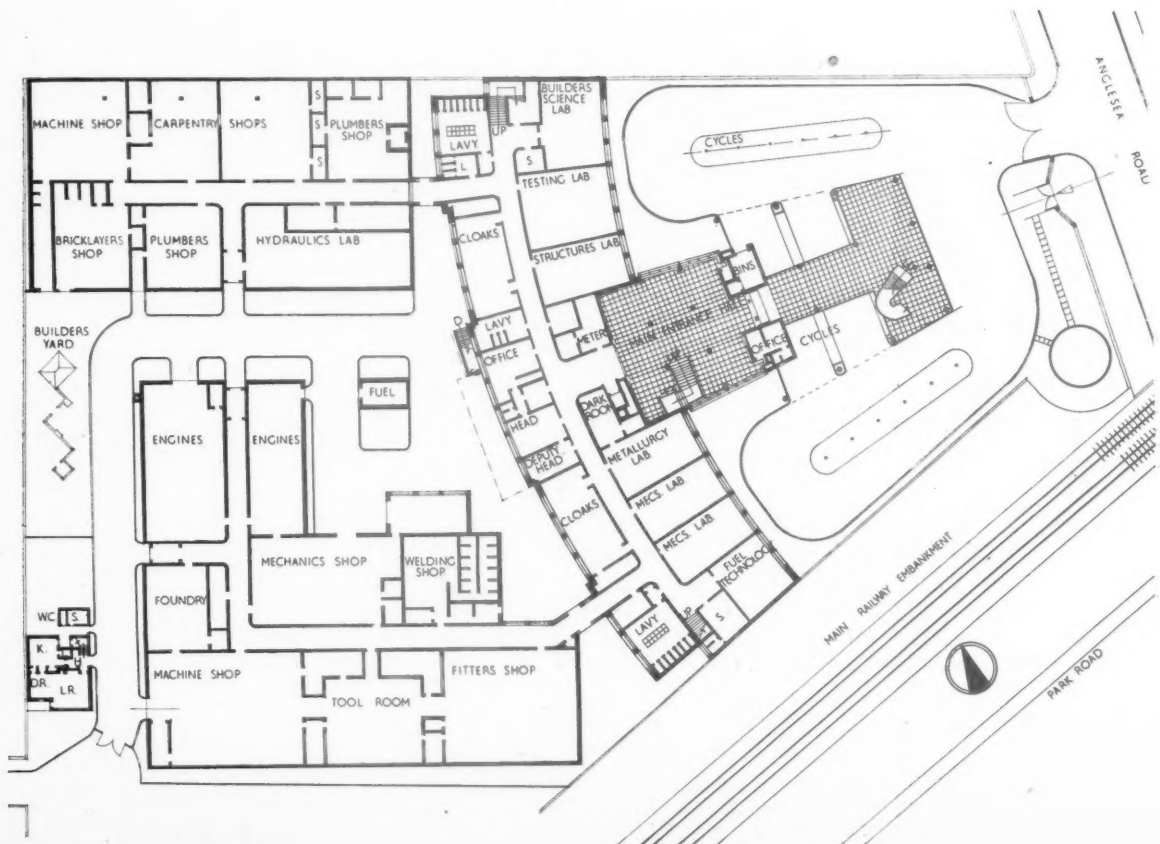 MACHINE SHOP
CARPENTRY SHOPS
S
S
S
PLUMBERS
SHOP
LAVY.
L
UP
S
BUILDERS
SCIENCE
LAB
TESTING LAB
STRUCTURES LAB.
CYCLES
ANGLESEA ROAD
BRICKLAYERS
SHOP
PLUMBERS
SHOP
HYDRAULICS LAB
CLOAKS
LAVY.
OFFICE
HEAD
DEPUTY
HEAD
CLOAKS
METERS
MAIN ENTRANCE
UP
BINS
OFFICE
CYCLES
DARK
ROOM
METALLURGY
LAB.
MECS. LAB.
MECS. LAB.
FUEL
TECHNOLOGY
S
UP
LAVY
BUILDERS
YARD
ENGINES
ENGINES
FUEL
MECHANICS SHOP
WELDING
SHOP
FOUNDRY
WC
S.
K.
H
D.R.
L.R.
MACHINE SHOP
TOOL ROOM
FITTERS SHOP
MAIN RAILWAY EMBANKMENT
PARK ROAD